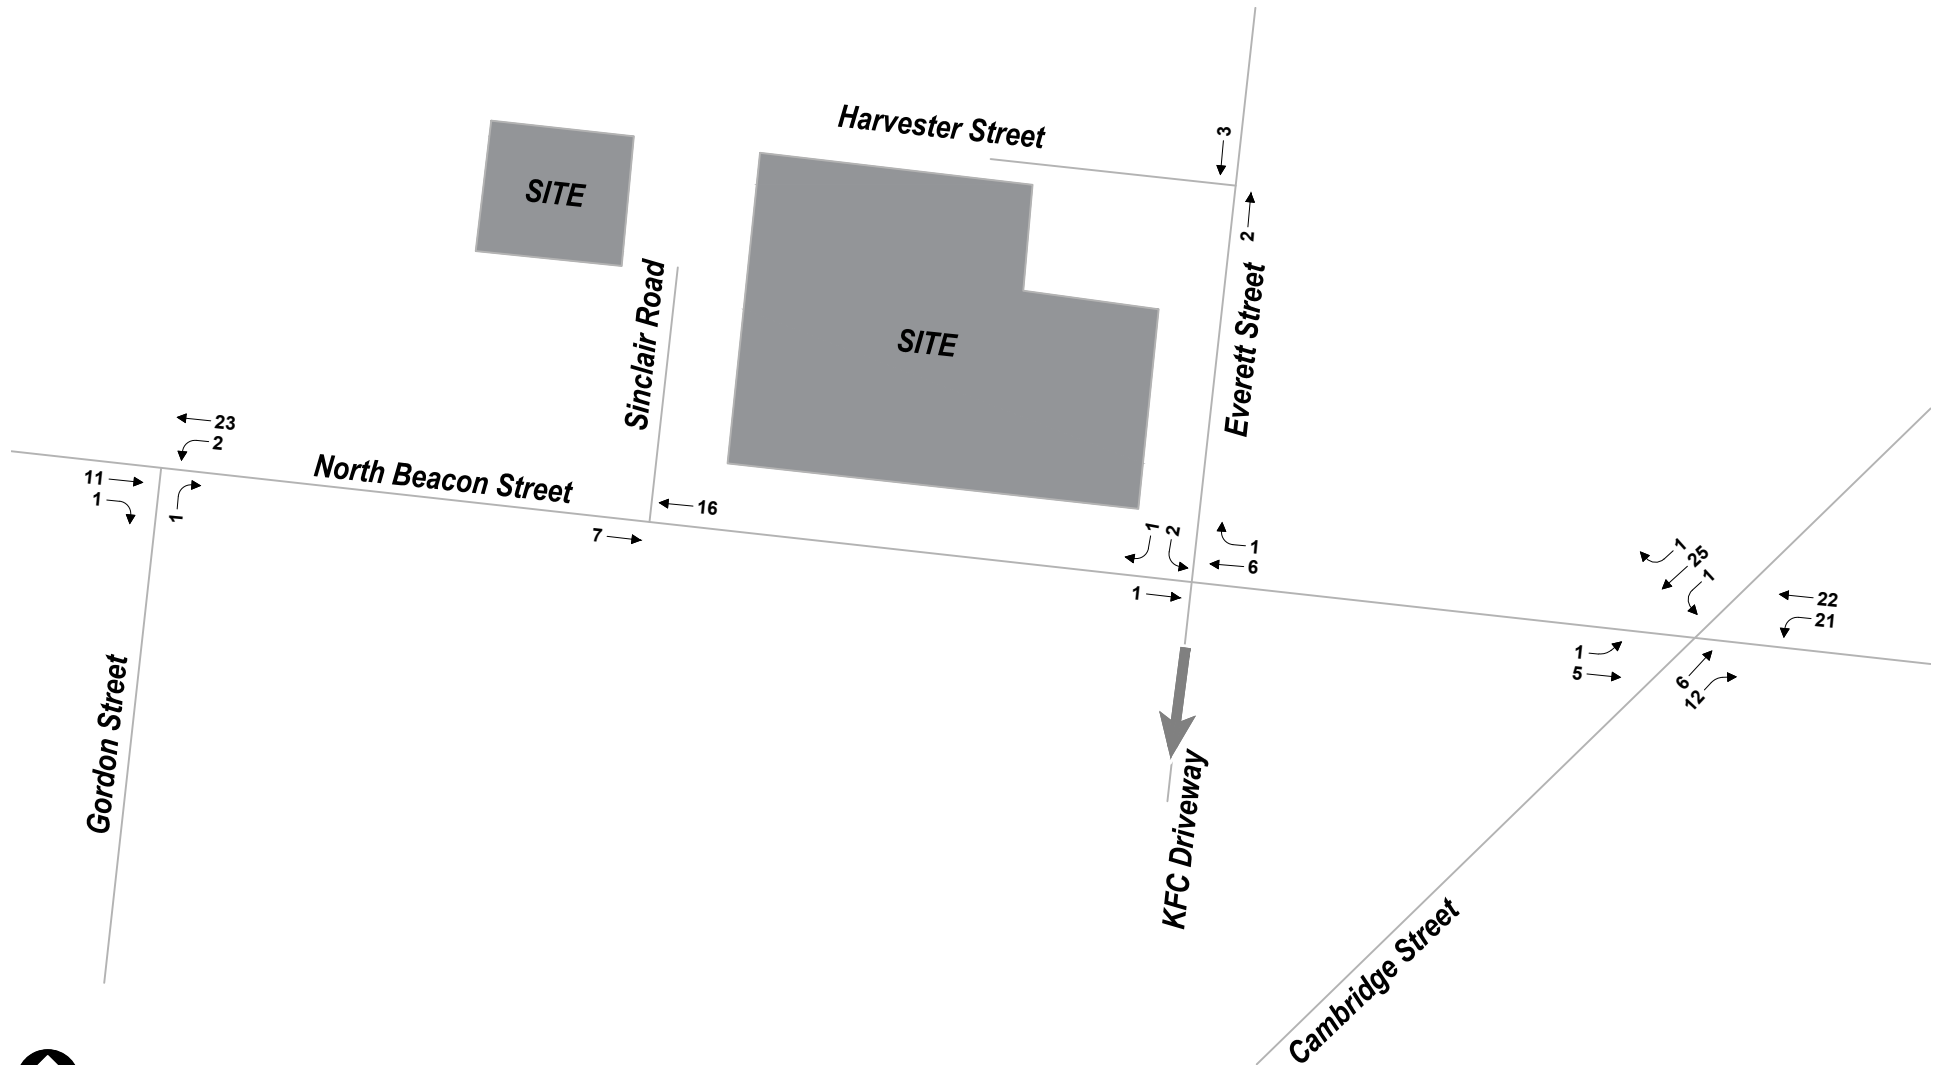 Harvester Street
3
SITE
2
SITE
Sinclair Road
Everett Street
23
2
North Beacon Street
11
1
1
16
7
1
2
1
6
1
1
25
1
22
21
1
5
6
12
Gordon Street
KFC Driveway
Cambridge Street